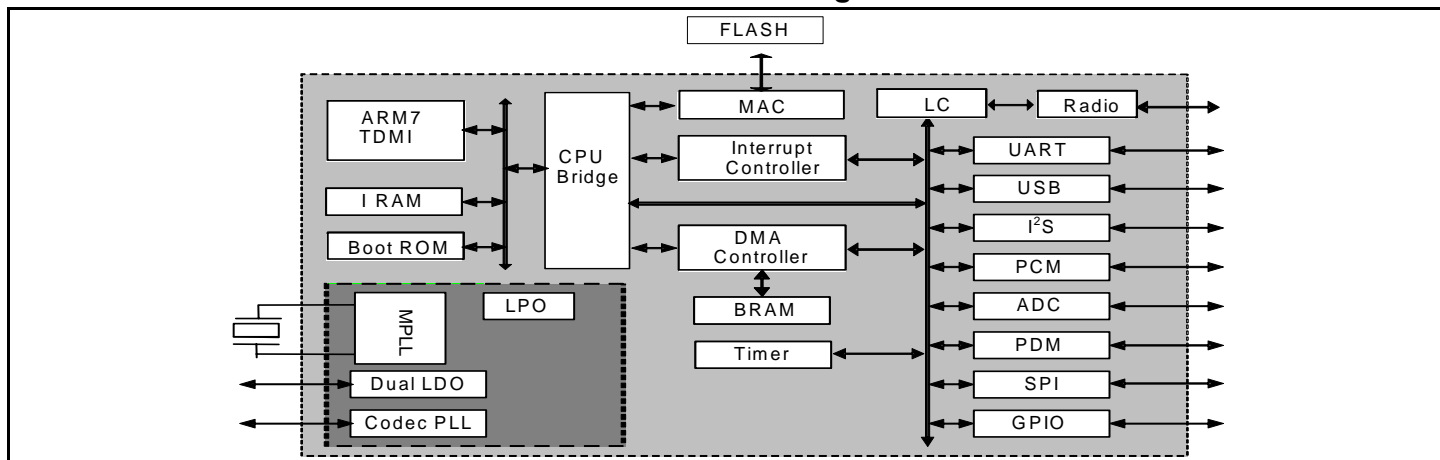 FLASH
ARM7
TDMI
I RAM
Boot ROM
CPU
Bridge
MAC
Interrupt
Controller
DMA
Controller
BRAM
Timer
LC
Radio
UART
USB
I²S
PCM
ADC
PDM
SPI
GPIO
MPLL
LPO
Dual LDO
Codec PLL